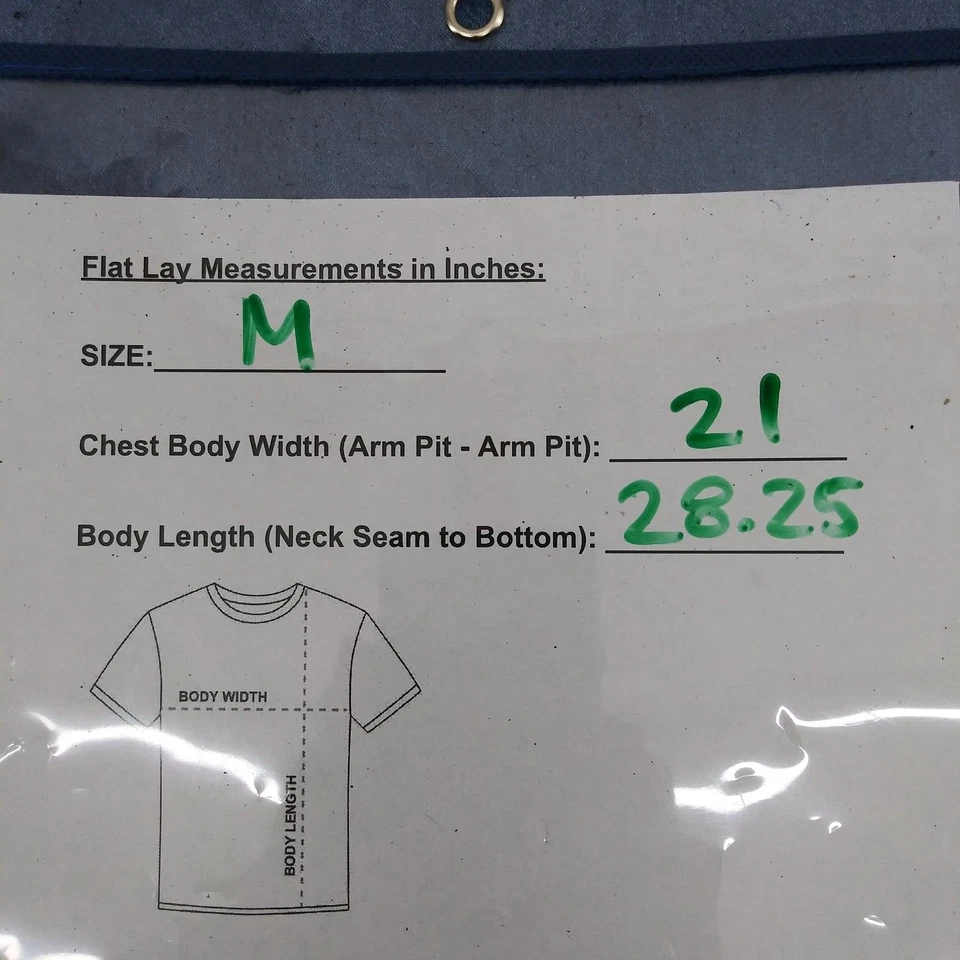 Flat Lay Measurements in Inches:
SIZE: M
Chest Body Width (Arm Pit - Arm Pit): 21
Body Length (Neck Seam to Bottom): 28.25
BODY WIDTH
BODY LENGTH